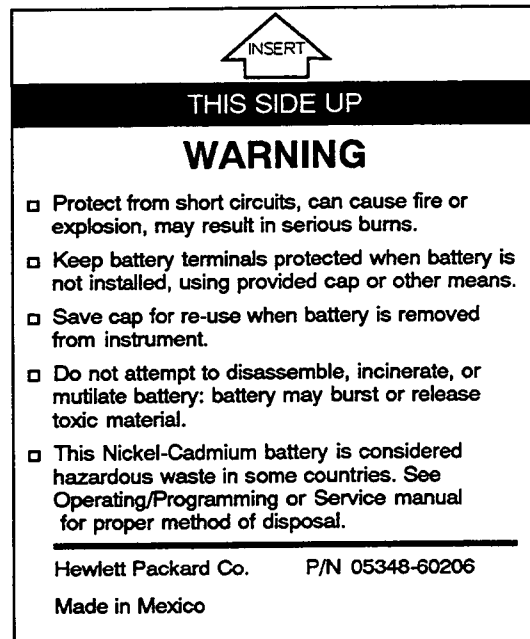 INSERT
THIS SIDE UP
WARNING
Protect from short circuits, can cause fire or
explosion, may result in serious burns.
Keep battery terminals protected when battery is
not installed, using provided cap or other means.
Save cap for re-use when battery is removed
from instrument.
Do not attempt to disassemble, incinerate, or
mutilate battery: battery may burst or release
toxic material.
This Nickel-Cadmium battery is considered
hazardous waste in some countries. See
Operating/Programming or Service manual
for proper method of disposal.
Hewlett Packard Co. P/N 05348-60206
Made in Mexico